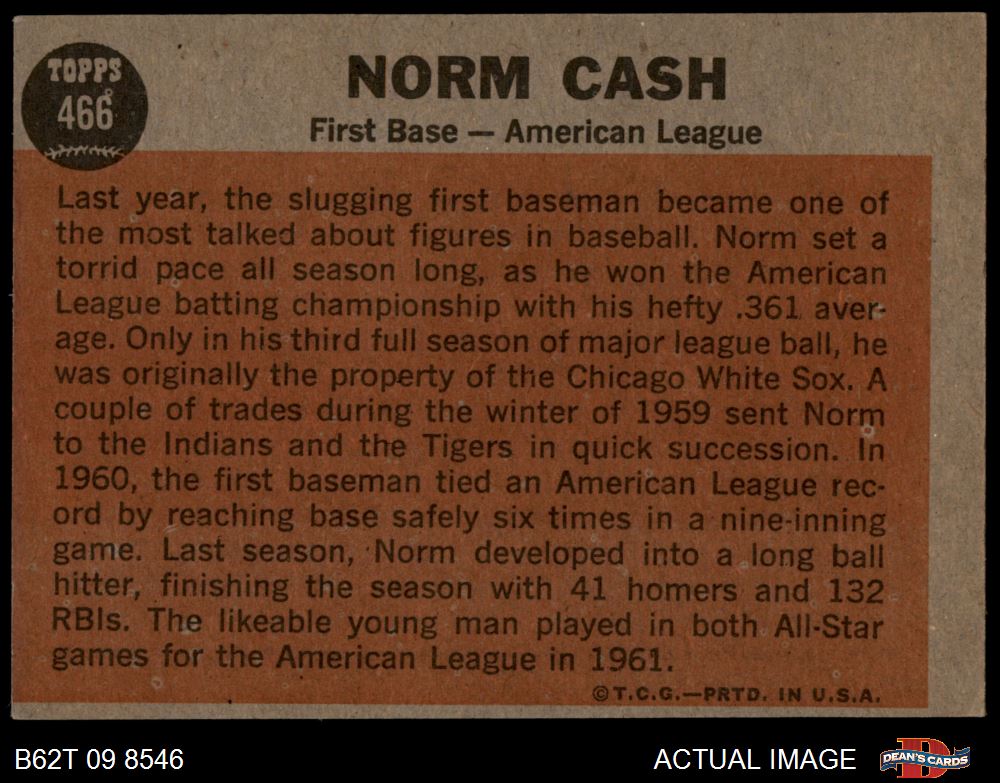 TOPPS
466
NORM CASH
First Base — American League
Last year, the slugging first baseman became one of
the most talked about figures in baseball. Norm set a
torrid pace all season long, as he won the American
League batting championship with his hefty .361 aver-
age. Only in his third full season of major league ball, he
was originally the property of the Chicago White Sox. A
couple of trades during the winter of 1959 sent Norm
to the Indians and the Tigers in quick succession. In
1960, the first baseman tied an American League rec-
ord by reaching base safely six times in a nine-inning
game. Last season, Norm developed into a long ball
hitter, finishing the season with 41 homers and 132
RBIs. The likeable young man played in both All-Star
games for the American League in 1961.
©T.C.G.—PRTD. IN U.S.A.
B62T 09 8546
ACTUAL IMAGE
DEAN'S CARDS